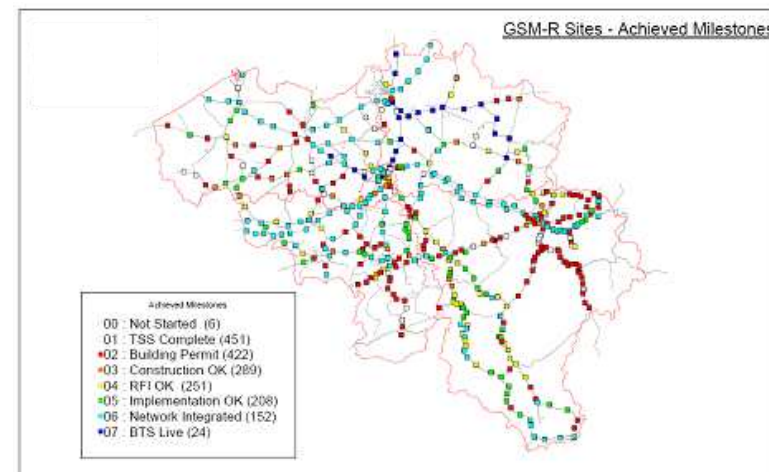 GSM-R Sites - Achieved Milestones
Achieved Milestones
00 : Not Started (6)
01 : TSS Complete (451)
02 : Building Permit (422)
03 : Construction OK (289)
04 : RFI OK (251)
05 : Implementation OK (208)
06 : Network Integrated (152)
07 : BTS Live (24)